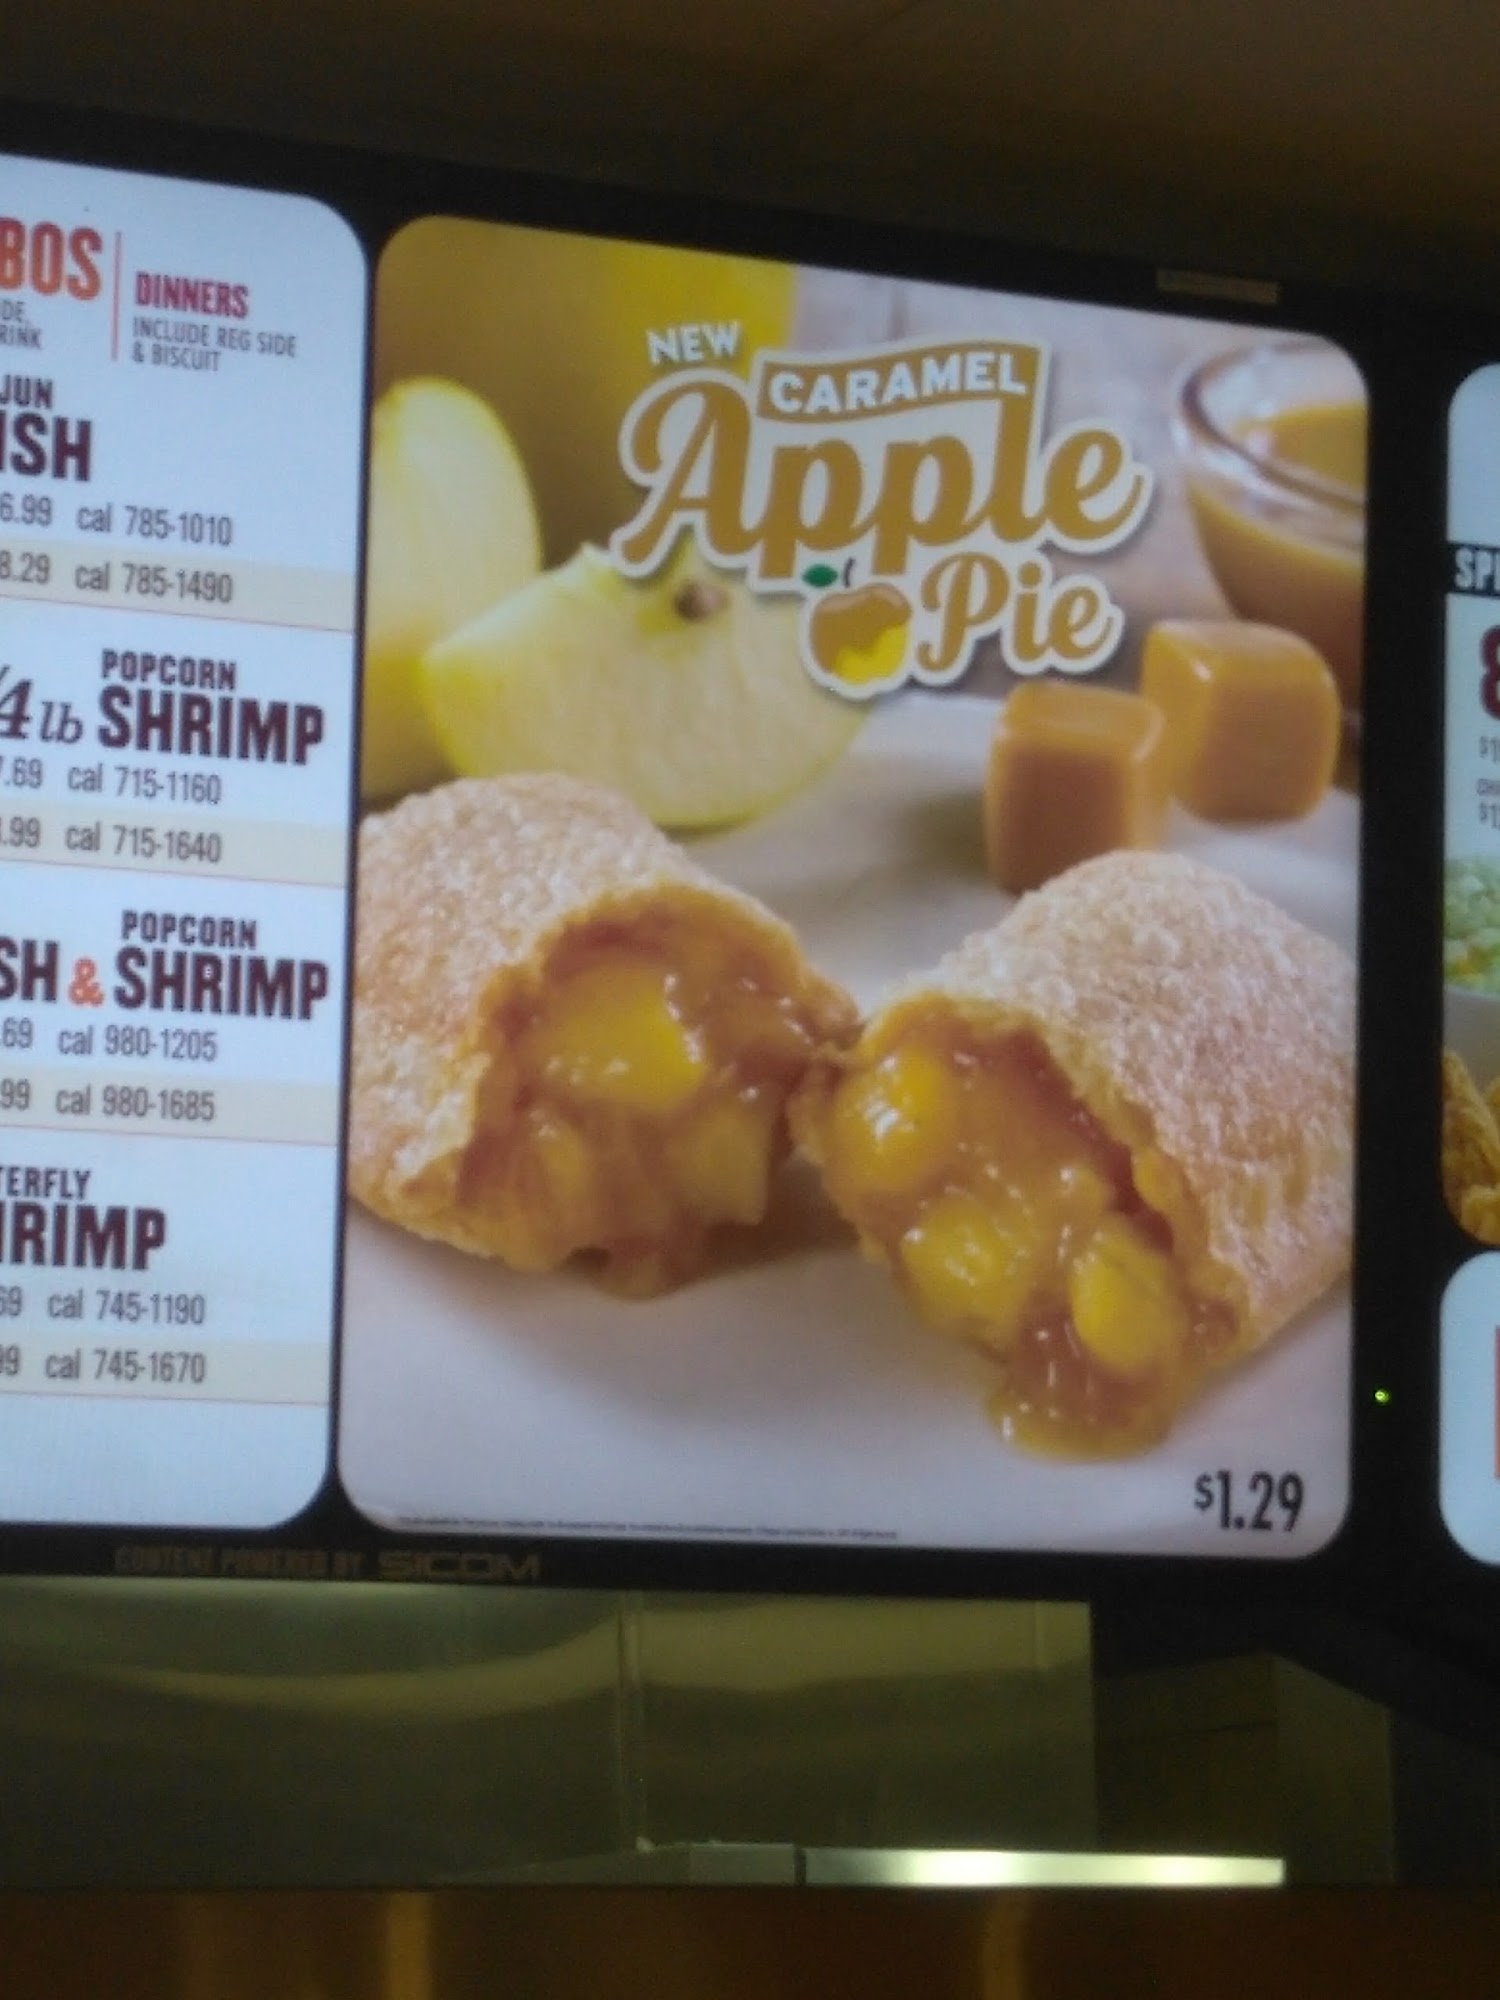 BOS
DINNERS
INCLUDE REG SIDE
& BISCUIT
DE
RINK
JUN
ISH
6.99 cal 785-1010
8.29 cal 785-1490
/4 lb POPCORN
SHRIMP
7.69 cal 715-1160
.99 cal 715-1640
SH & POPCORN
SHRIMP
.69 cal 980-1205
99 cal 980-1685
TERFLY
HRIMP
69 cal 745-1190
99 cal 745-1670
NEW
CARAMEL
Apple
Pie
$1.29
CONTENT POWERED BY SICOM
SPE
8